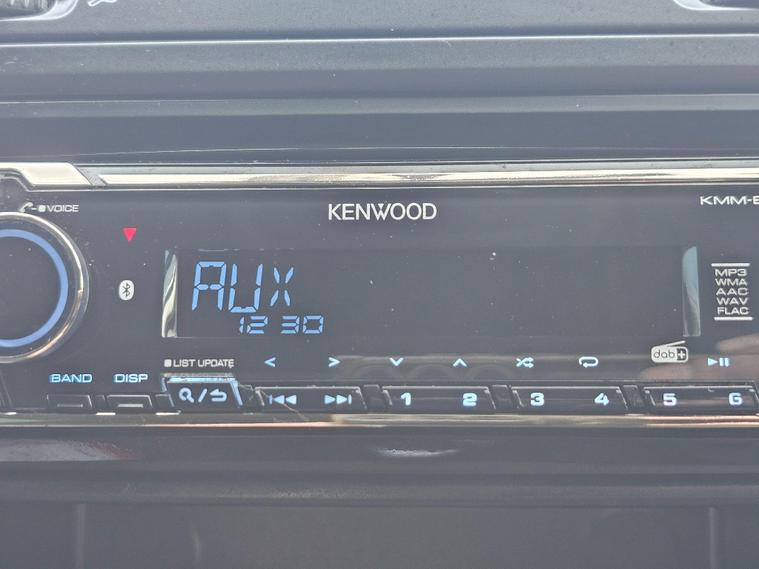 VOICE
KENWOOD
KMM-B
AUX
12 30
MP3
WMA
AAC
WAV
FLAC
LIST UPDATE
dab+
BAND
DISP
1
2
3
4
5
6